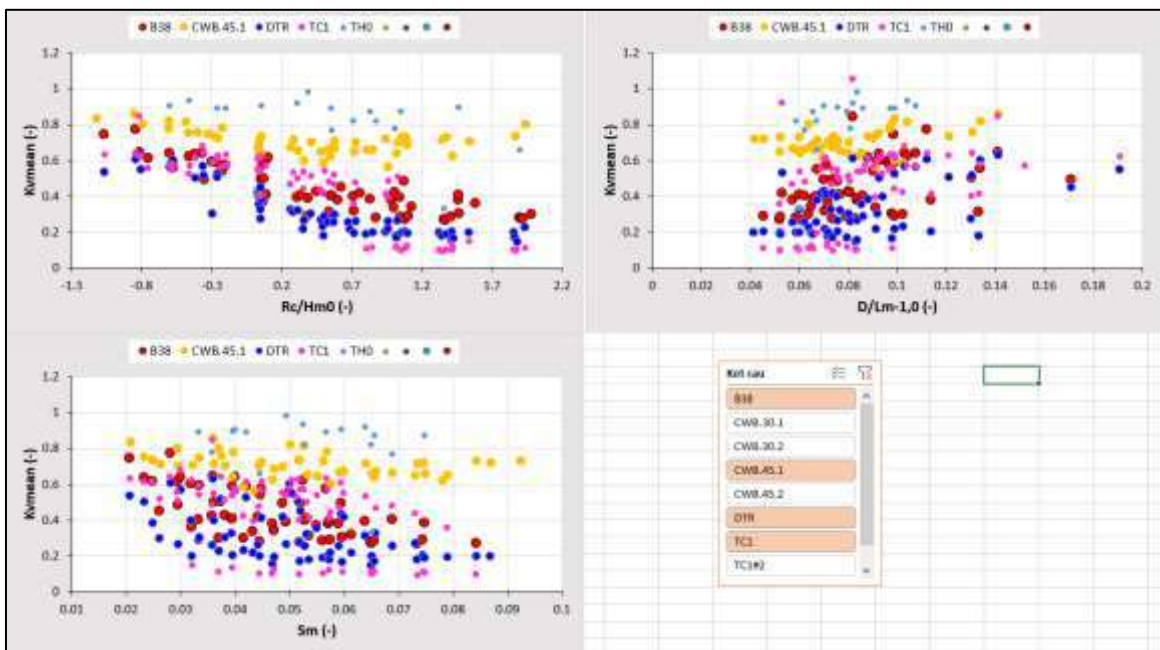 B38 CWB.45.1 DTR TC1 TH0
1.2
1
0.8
0.6
0.4
0.2
0
Kvmean (-)
-1.3 -0.8 -0.3 0.2 0.7 1.2 1.7 2.2
Rc/Hm0 (-)
B38 CWB.45.1 DTR TC1 TH0
1.2
1
0.8
0.6
0.4
0.2
0
Kvmean (-)
0 0.02 0.04 0.06 0.08 0.1 0.12 0.14 0.16 0.18 0.2
D/Lm-1,0 (-)
B38 CWB.45.1 DTR TC1 TH0
1.2
1
0.8
0.6
0.4
0.2
0
Kvmean (-)
0.01 0.02 0.03 0.04 0.05 0.06 0.07 0.08 0.09 0.1
Sm (-)
Ket sau
B38
CWB.30.1
CWB.30.2
CWB.45.1
CWB.45.2
DTR
TC1
TC1#2